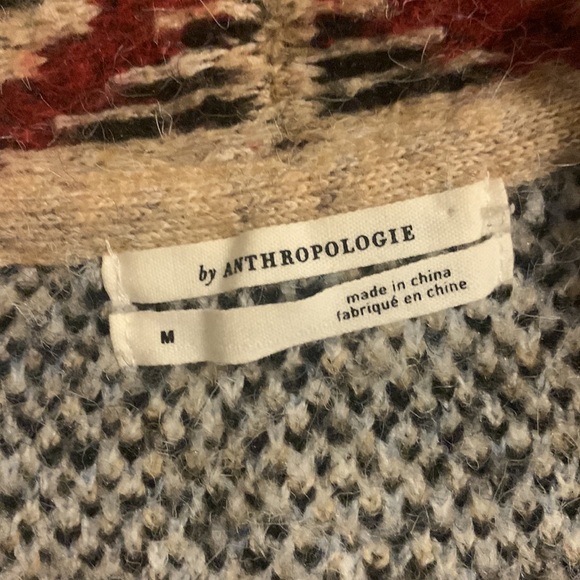 by ANTHROPOLOGIE
M
made in china
fabriqué en chine